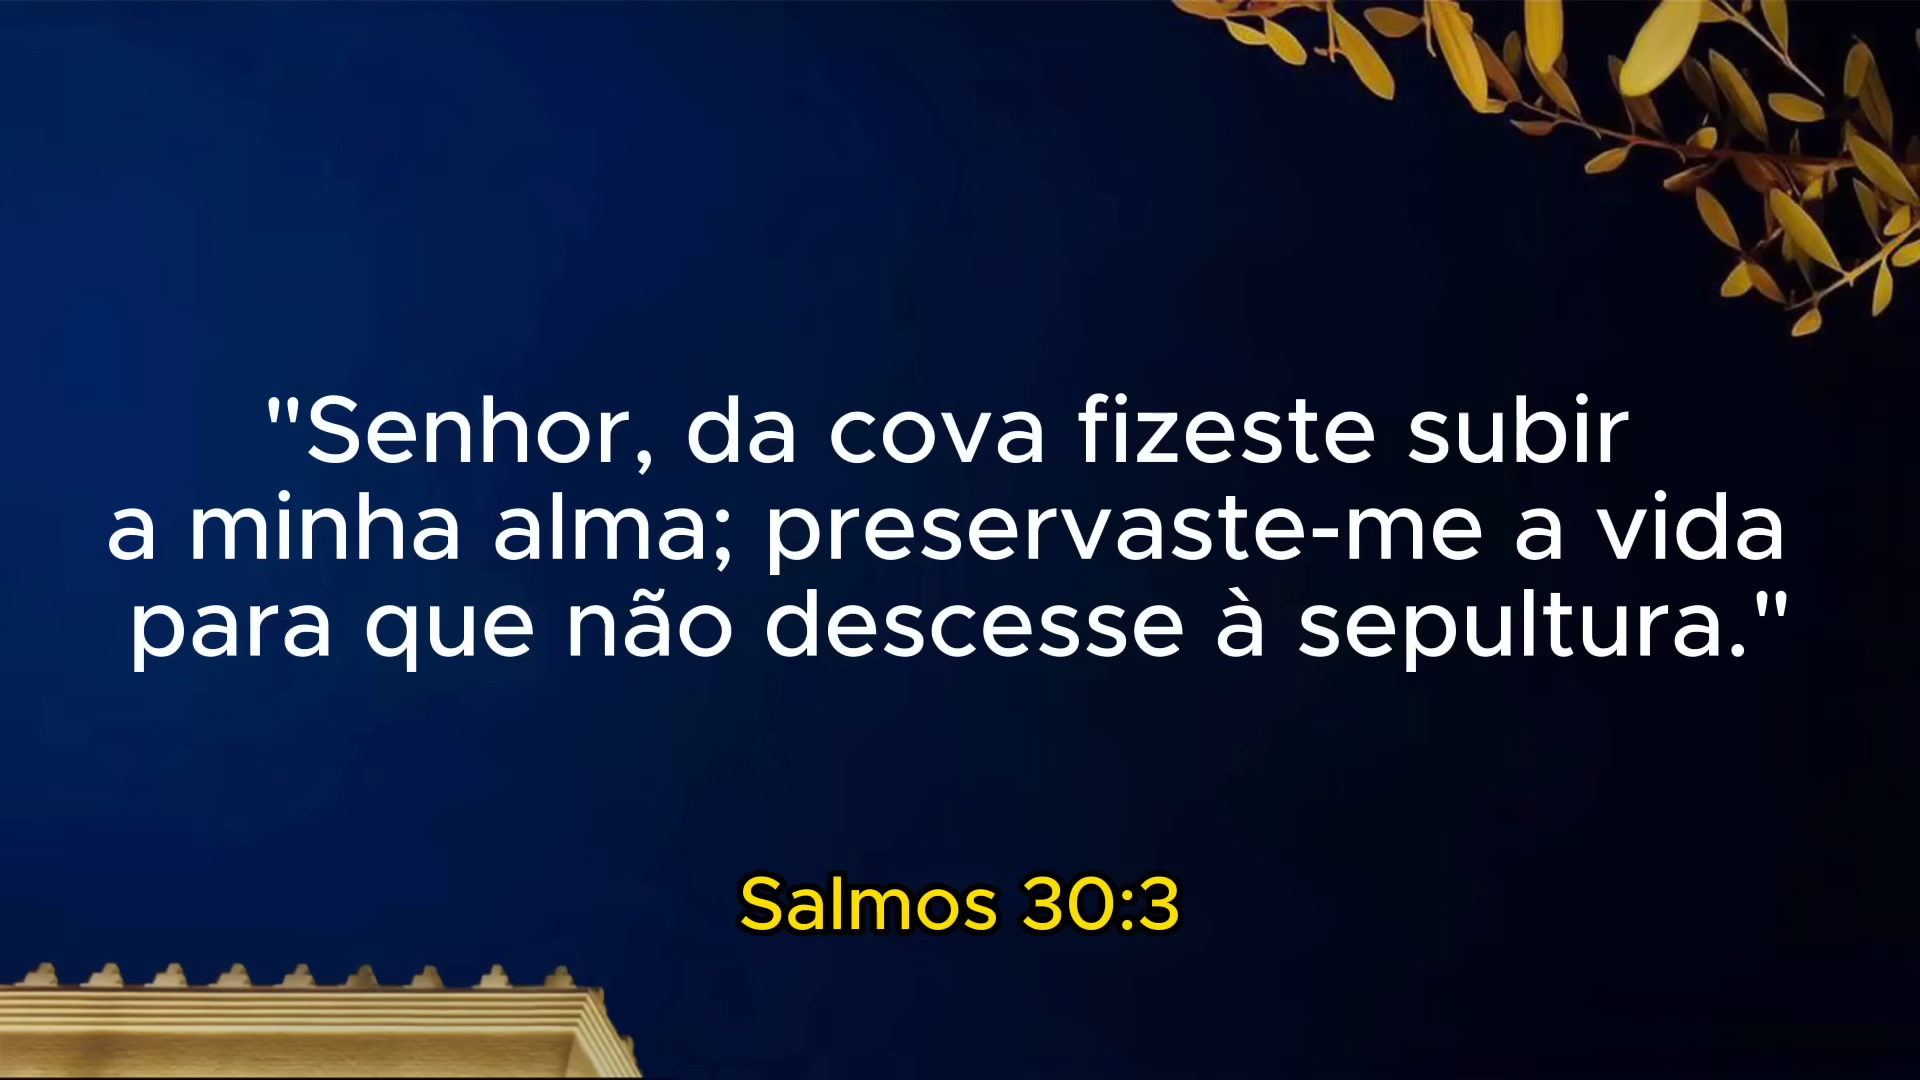 "Senhor, da cova fizeste subir
a minha alma; preservaste-me a vida
para que não descesse à sepultura."
Salmos 30:3